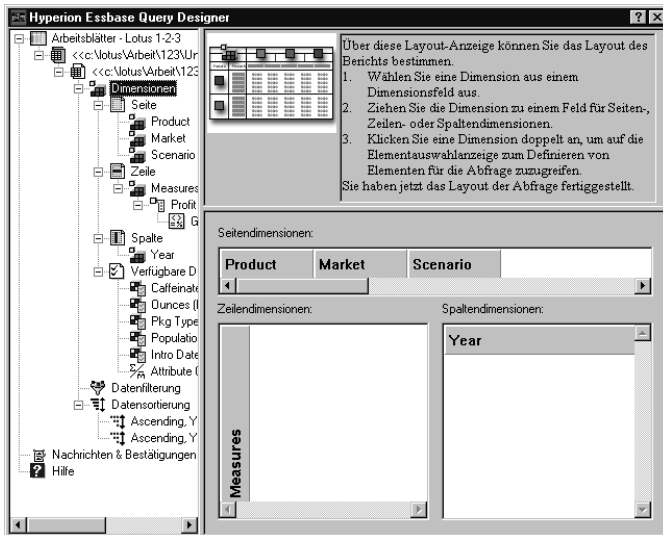 Hyperion Essbase Query Designer
Arbeitsblätter - Lotus 1-2-3
<<c:\lotus\Arbeit\123\Un
<<c:\lotus\Arbeit\123
Dimensionen
Seite
Product
Market
Scenario
Zeile
Measures
Profit
G
Spalte
Year
Verfügbare D
Caffeinate
Ounces (
Pkg Type
Populatio
Intro Date
Attribute (
Datenfilterung
Datensortierung
Ascending, Y
Ascending, Y
Nachrichten & Bestätigungen
Hilfe
Über diese Layout-Anzeige können Sie das Layout des
Berichts bestimmen.
1. Wählen Sie eine Dimension aus einem
Dimensionsfeld aus.
2. Ziehen Sie die Dimension zu einem Feld für Seiten-,
Zeilen- oder Spaltendimensionen.
3. Klicken Sie eine Dimension doppelt an, um auf die
Elementauswahlanzeige zum Definieren von
Elementen für die Abfrage zuzugreifen.
Sie haben jetzt das Layout der Abfrage fertiggestellt.
Seitendimensionen:
Product Market Scenario
Zeilendimensionen:
Measures
Spaltendimensionen:
Year